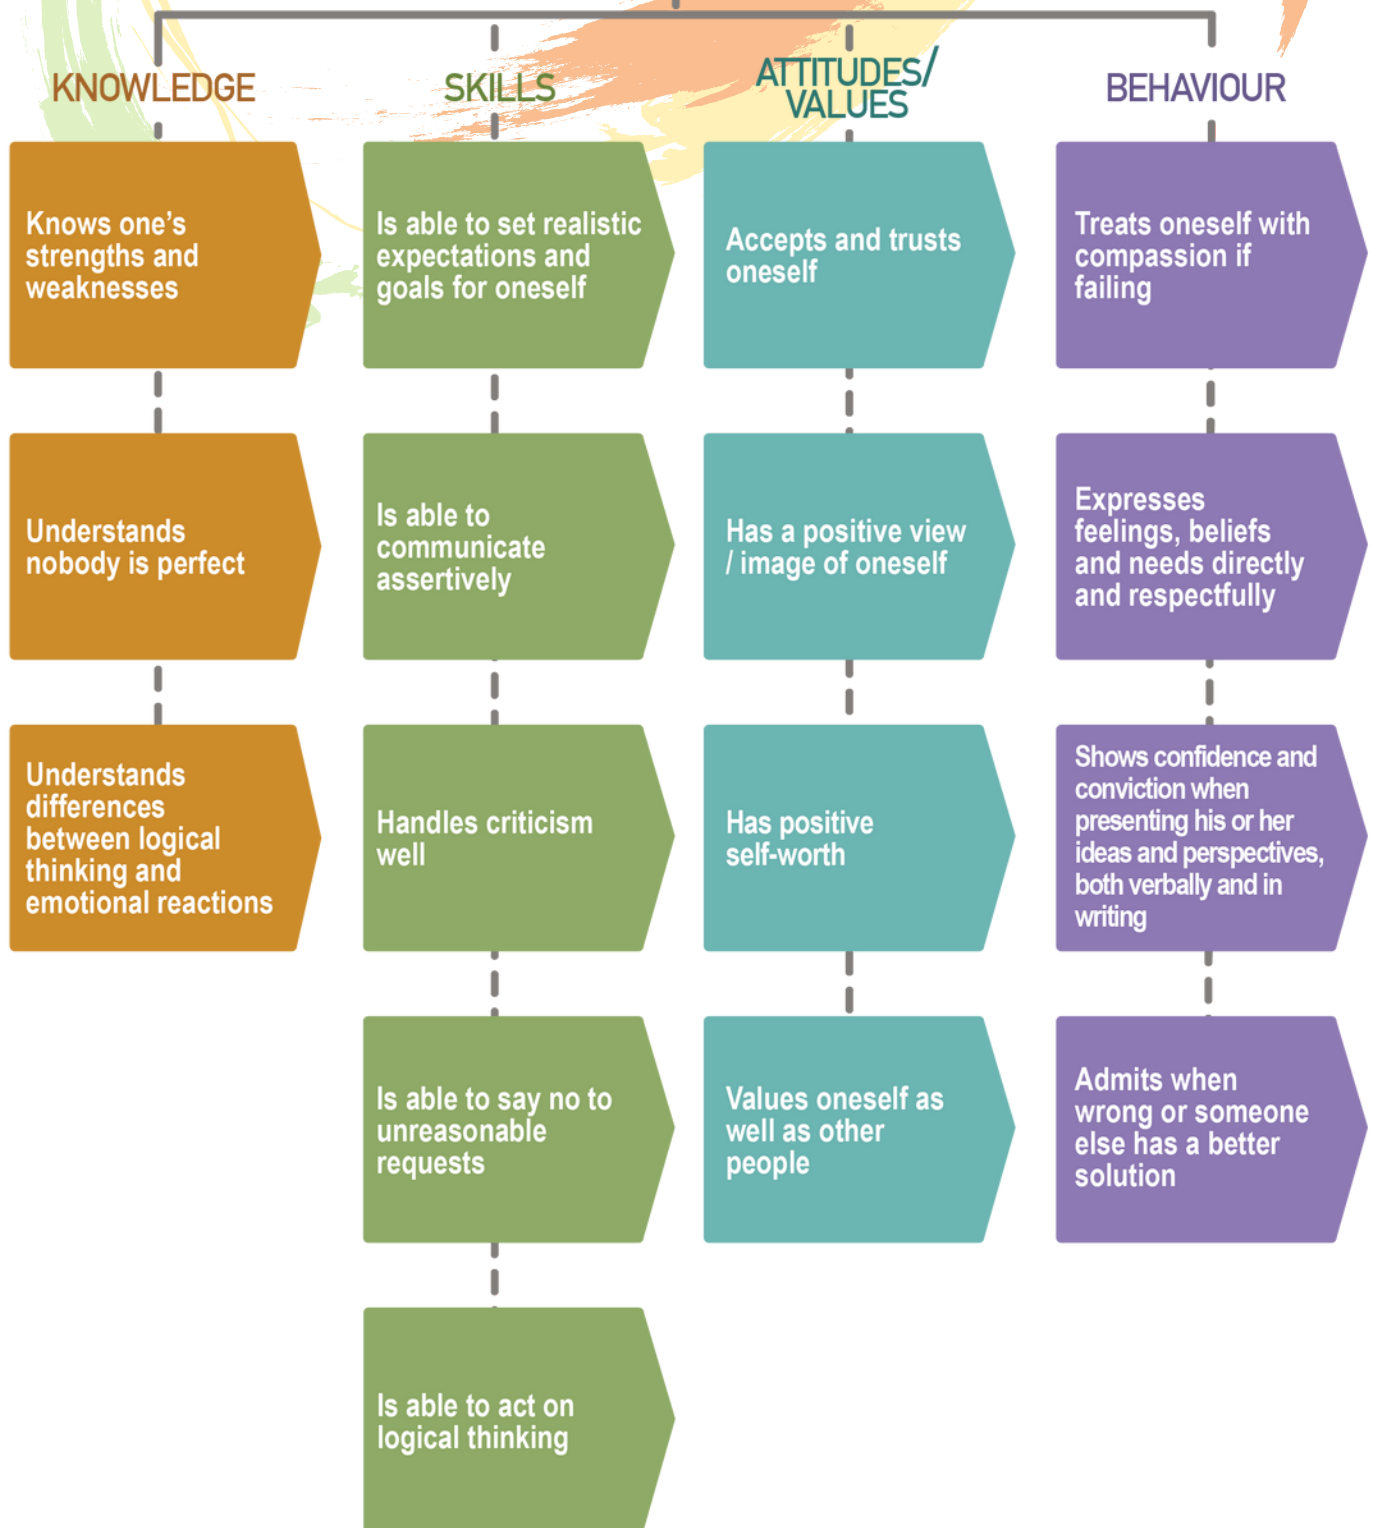 KNOWLEDGE
Knows one’s
strengths and
weaknesses
Understands
nobody is perfect
Understands
differences
between logical
thinking and
emotional reactions
SKILLS
Is able to set realistic
expectations and
goals for oneself
Is able to
communicate
assertively
Handles criticism
well
Is able to say no to
unreasonable
requests
Is able to act on
logical thinking
ATTITUDES/
VALUES
Accepts and trusts
oneself
Has a positive view
/ image of oneself
Has positive
self-worth
Values oneself as
well as other
people
BEHAVIOUR
Treats oneself with
compassion if
failing
Expresses
feelings, beliefs
and needs directly
and respectfully
Shows confidence and
conviction when
presenting his or her
ideas and perspectives,
both verbally and in
writing
Admits when
wrong or someone
else has a better
solution